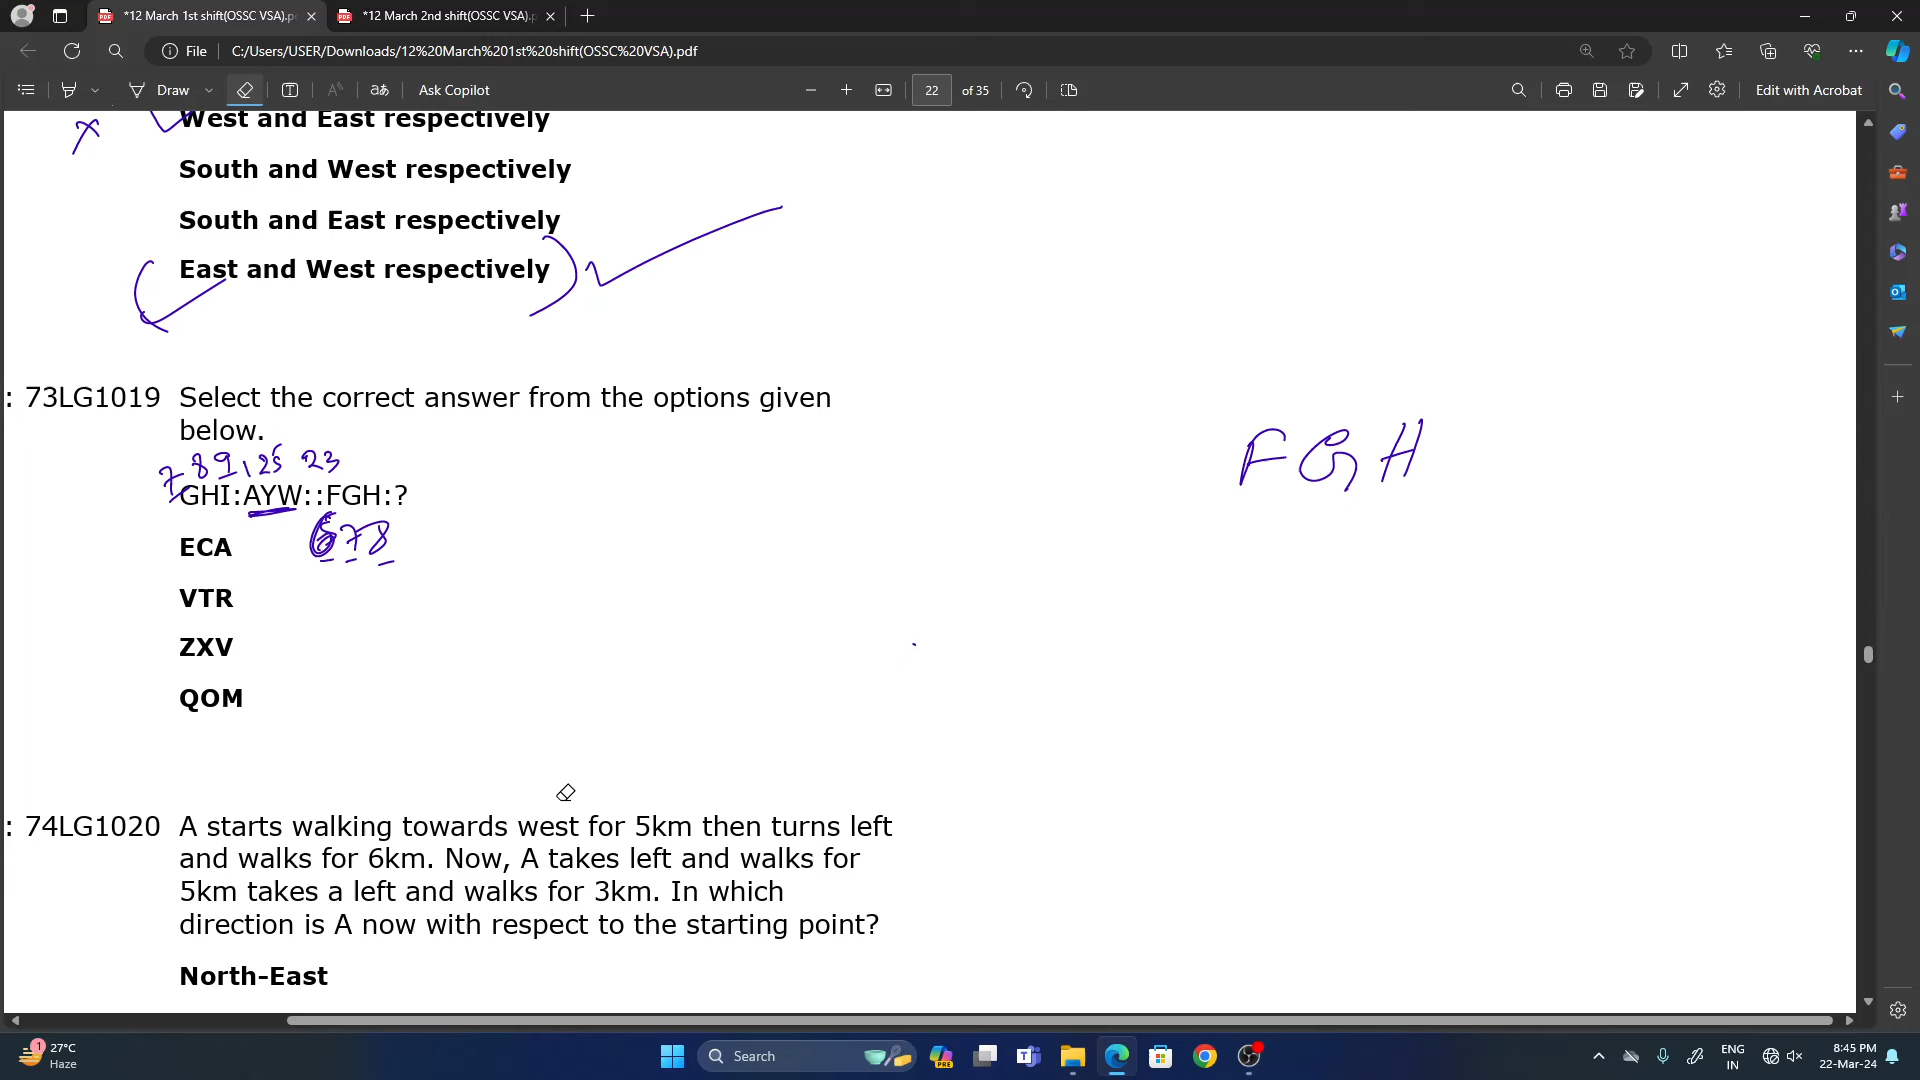 *12 March 1st shift(OSSC VSA).p
*12 March 2nd shift(OSSC VSA).p
File
C:/Users/USER/Downloads/12%20March%201st%20shift(OSSC%20VSA).pdf
Draw
Ask Copilot
22
of 35
Edit with Acrobat
West and East respectively
South and West respectively
South and East respectively
East and West respectively
: 73LG1019 Select the correct answer from the options given
below.
7 8 9 1 25 23
GHI:AYW::FGH:?
F G H
6 7 8
ECA
VTR
ZXV
QOM
: 74LG1020 A starts walking towards west for 5km then turns left
and walks for 6km. Now, A takes left and walks for
5km takes a left and walks for 3km. In which
direction is A now with respect to the starting point?
North-East
1
27°C
Haze
Search
PRE
ENG
IN
8:45 PM
22-Mar-24